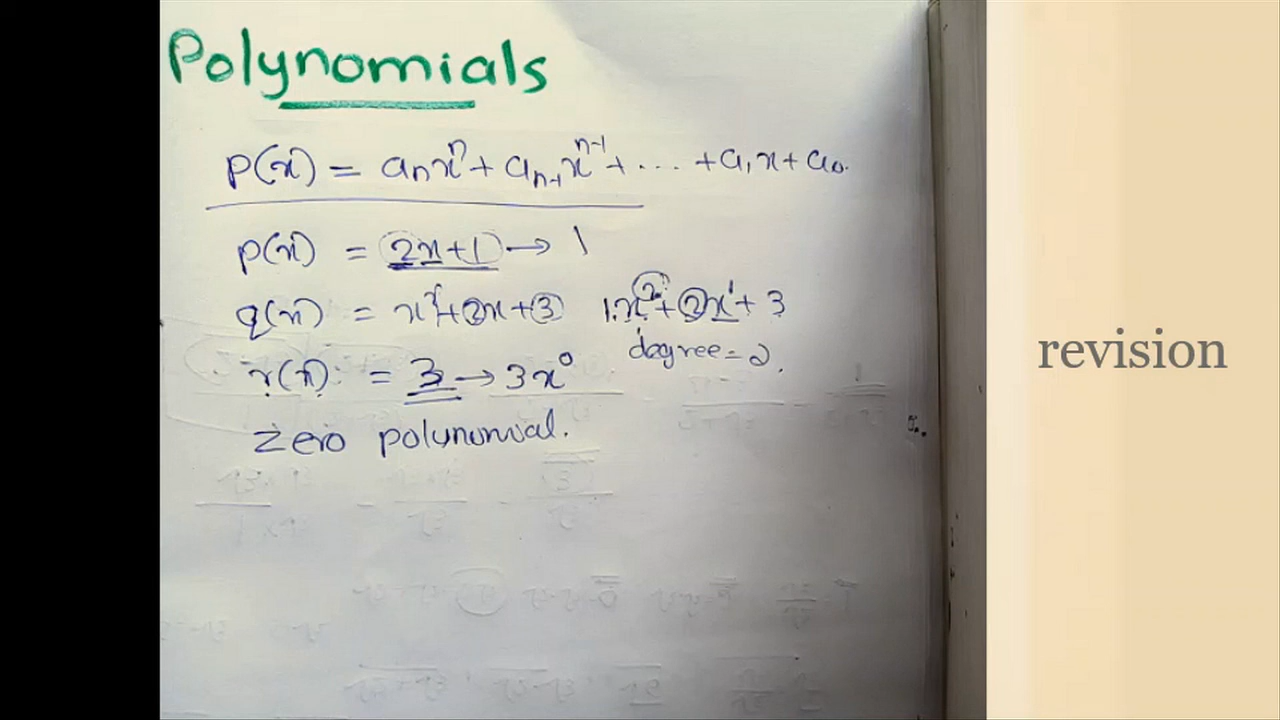 Polynomials
p(x) = aₙxⁿ + aₙ₋₁xⁿ⁻¹ + ... + a₁x + a₀.
p(x) = 2x+1 → 1
q(x) = x²+2x+3 1.x²+2x¹+3
degree = 2.
r(x) = 3 → 3x⁰
zero polynomial.
revision